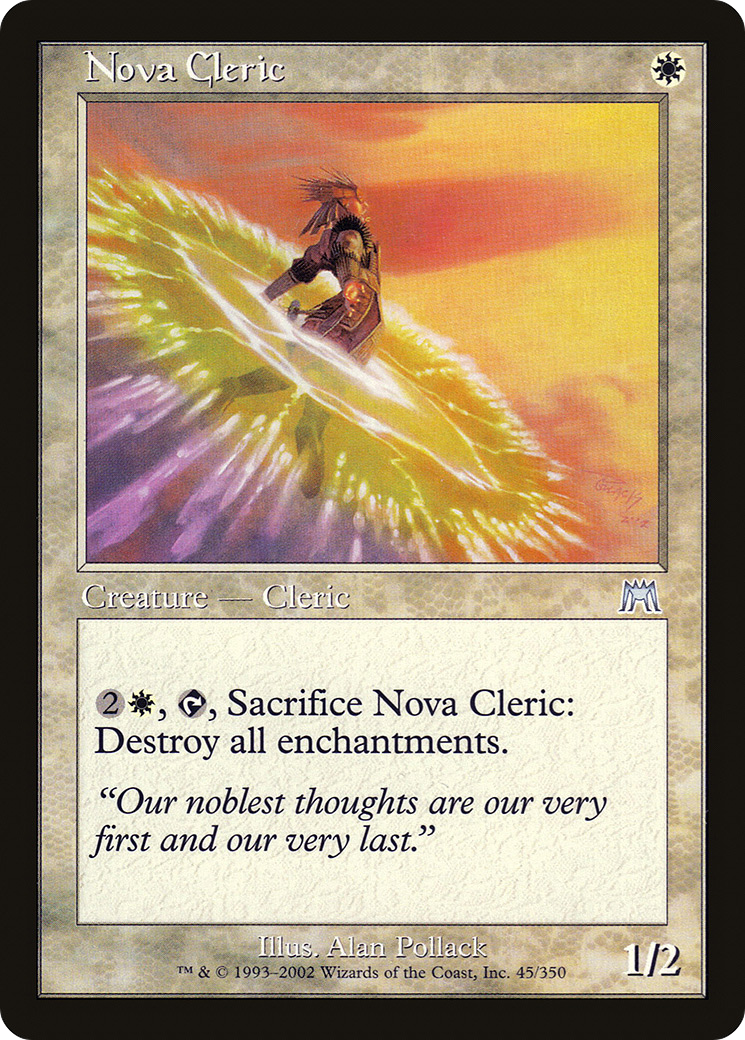 Nova Cleric
Creature — Cleric
2, , Sacrifice Nova Cleric:
Destroy all enchantments.
“Our noblest thoughts are our very
first and our very last.”
Illus. Alan Pollack
1/2
™ & © 1993–2002 Wizards of the Coast, Inc. 45/350